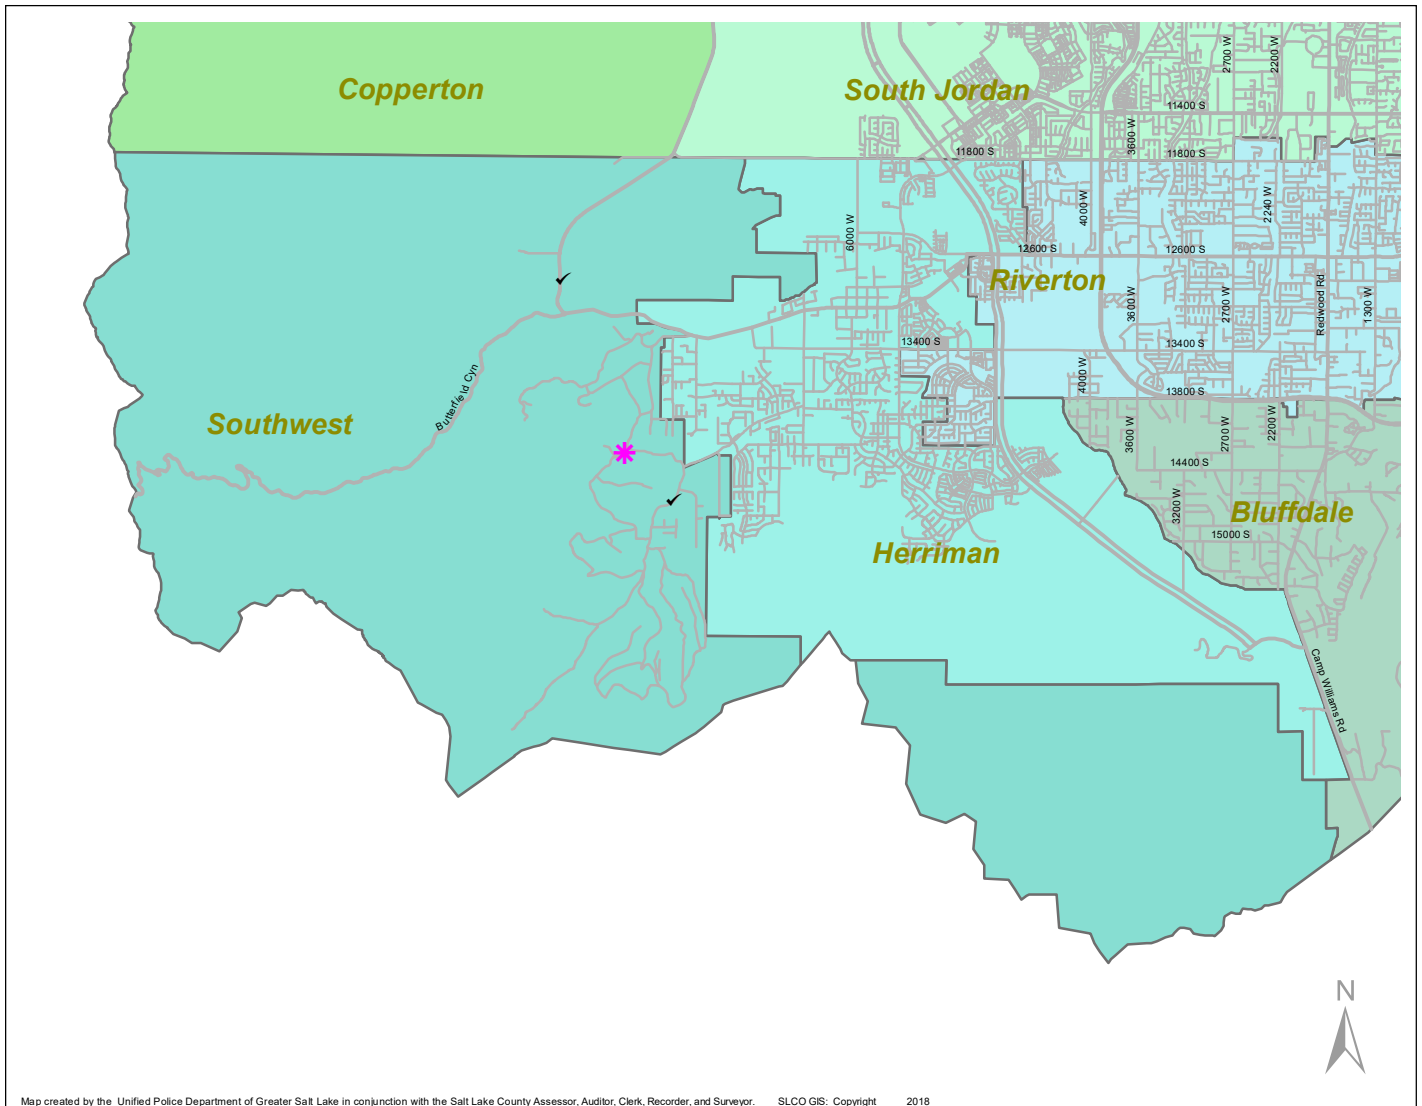 Copperton
South Jordan
2700 W
2200 W
11400 S
3600 W
11800 S
11800 S
6000 W
4000 W
2240 W
12600 S
12600 S
Riverton
3600 W
2700 W
Redwood Rd
1300 W
13400 S
13400 S
4000 W
13800 S
Butterfield Cyn
Southwest
3600 W
2700 W
2200 W
14400 S
3200 W
Bluffdale
15000 S
Herriman
Camp Williams Rd
N
Map created by the Unified Police Department of Greater Salt Lake in conjunction with the Salt Lake County Assessor, Auditor, Clerk, Recorder, and Surveyor. SLCO GIS: Copyright 2018